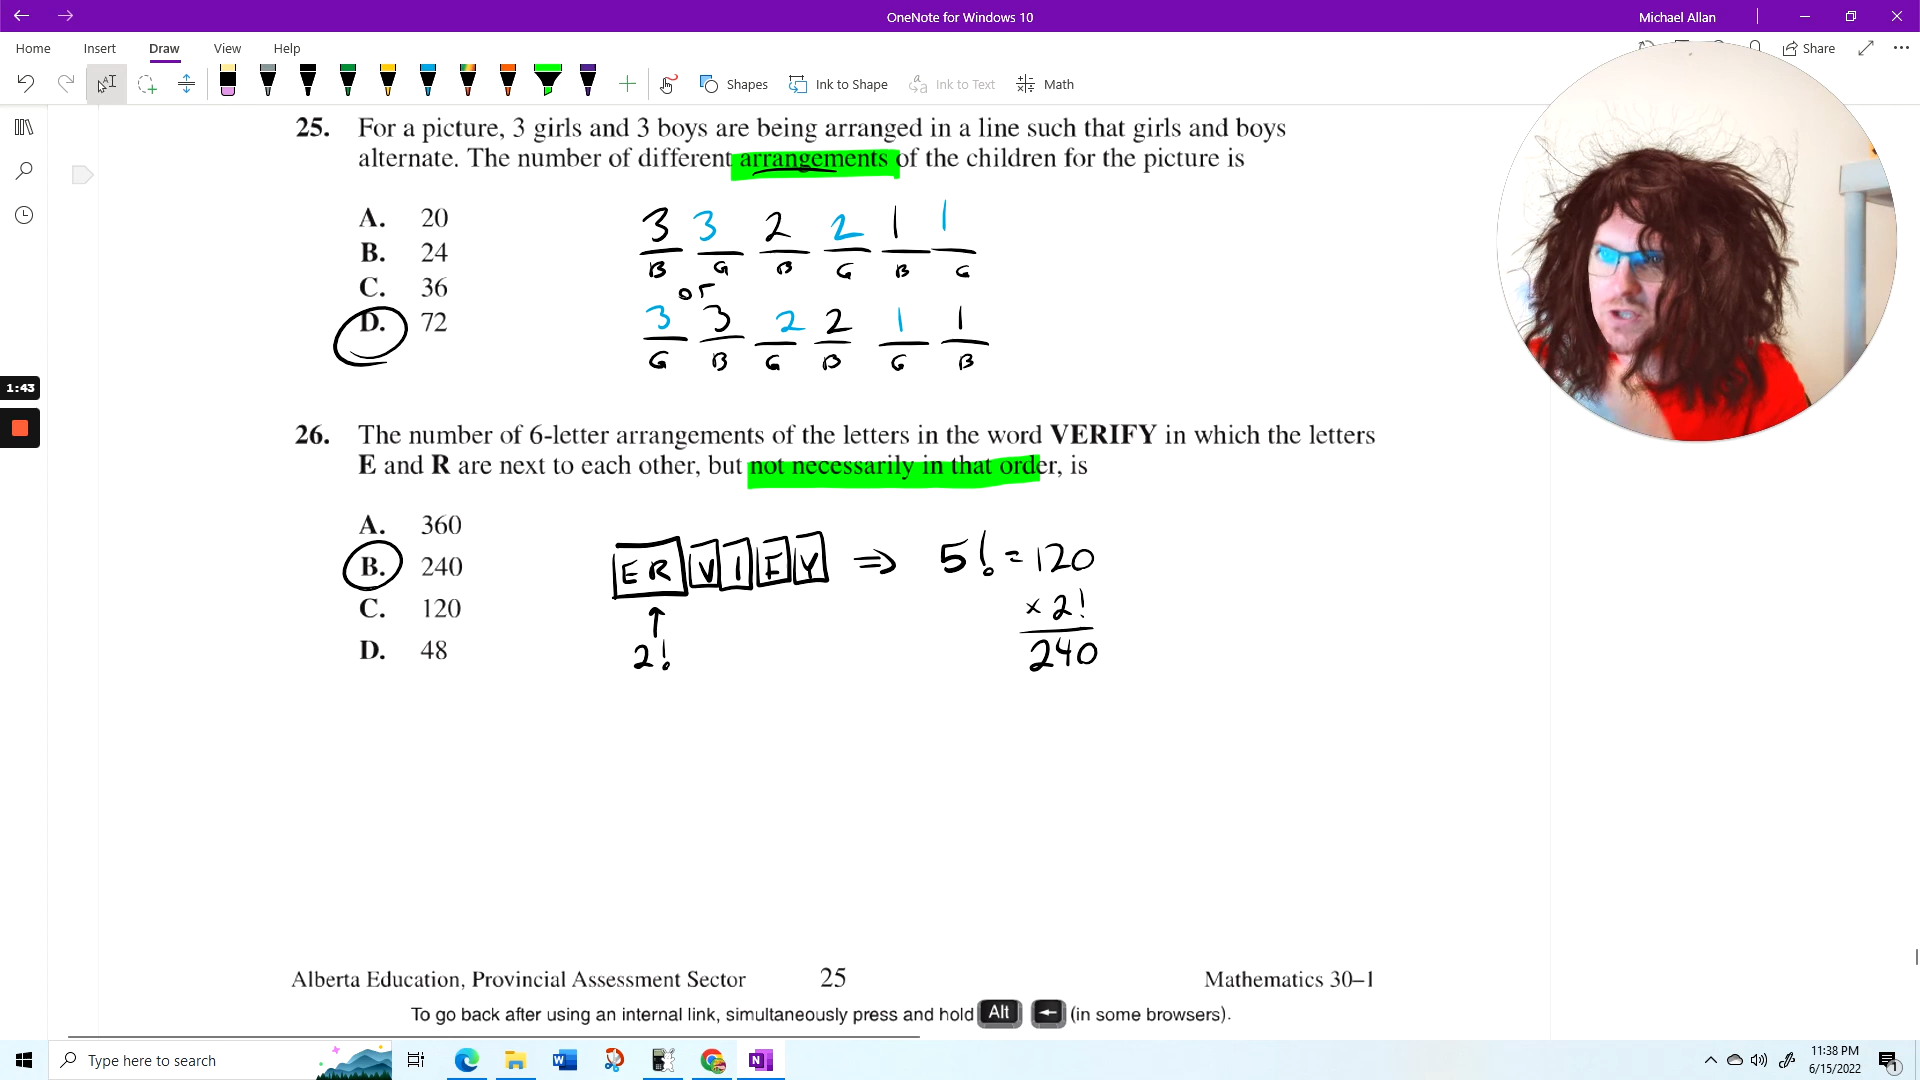 OneNote for Windows 10
Michael Allan
Home Insert Draw View Help
Share
Shapes Ink to Shape Ink to Text Math
25. For a picture, 3 girls and 3 boys are being arranged in a line such that girls and boys
alternate. The number of different arrangements of the children for the picture is
A. 20
B. 24
C. 36
D. 72
3 3 2 2 1 1
B G B G B G
or
3 3 2 2 1 1
G B G B G B
1:43
26. The number of 6-letter arrangements of the letters in the word VERIFY in which the letters
E and R are next to each other, but not necessarily in that order, is
A. 360
B. 240
C. 120
D. 48
E R V I F Y ⇒ 5! = 120
× 2!
240
↑
2!
Alberta Education, Provincial Assessment Sector 25 Mathematics 30–1
To go back after using an internal link, simultaneously press and hold Alt ← (in some browsers).
Type here to search
11:38 PM
6/15/2022
1